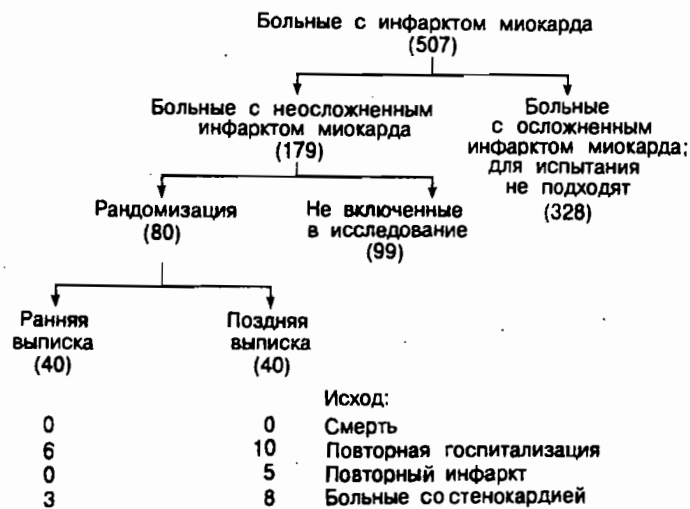 Больные с инфарктом миокарда
(507)
Больные с неосложненным
инфарктом миокарда
(179)
Больные
с осложненным
инфарктом миокарда;
для испытания
не подходят
(328)
Рандомизация
(80)
Не включенные
в исследование
(99)
Ранняя
выписка
(40)
Поздняя
выписка
(40)
Исход:
0 0 Смерть
6 10 Повторная госпитализация
0 5 Повторный инфаркт
3 8 Больные со стенокардией